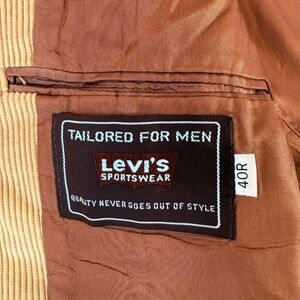 TAILORED FOR MEN
Levi's
SPORTSWEAR
QUALITY NEVER GOES OUT OF STYLE
40R